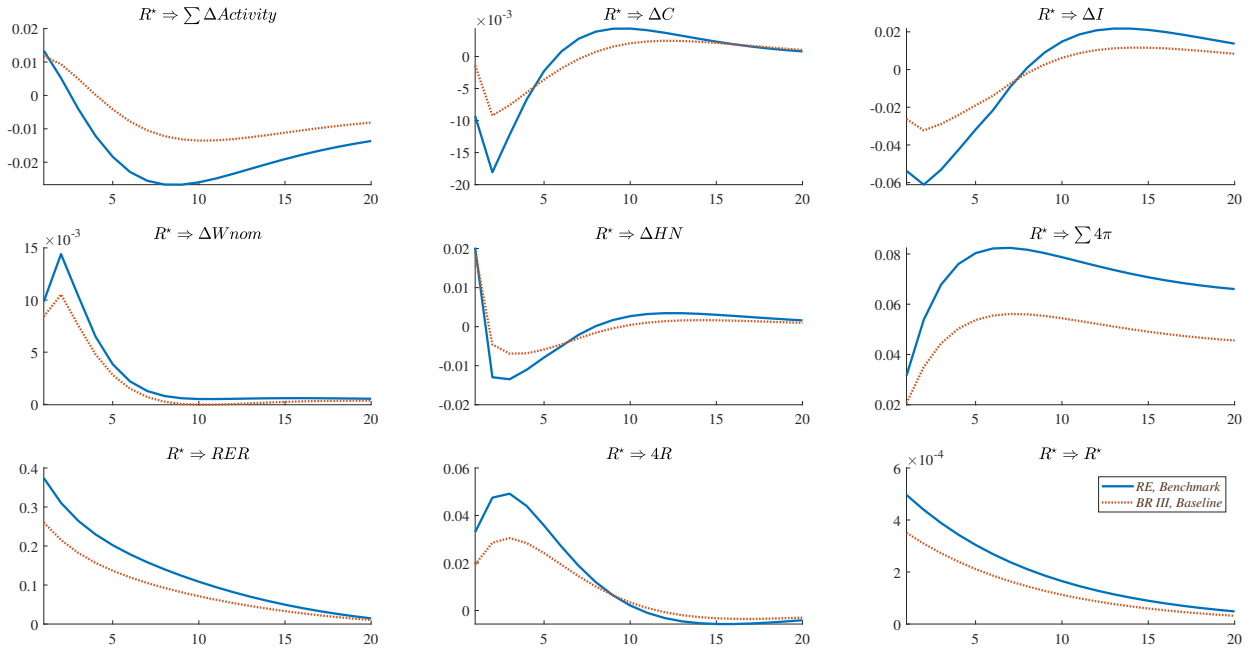 R⋆ ⇒ ∑ ΔActivity
0.02
0.01
0
-0.01
-0.02
5 10 15 20
R⋆ ⇒ ΔC
×10⁻³
0
-5
-10
-15
-20
5 10 15 20
R⋆ ⇒ ΔI
0.02
0
-0.02
-0.04
-0.06
5 10 15 20
R⋆ ⇒ ΔWnom
×10⁻³
15
10
5
0
5 10 15 20
R⋆ ⇒ ΔHN
0.02
0.01
0
-0.01
-0.02
5 10 15 20
R⋆ ⇒ ∑ 4π
0.08
0.06
0.04
0.02
5 10 15 20
R⋆ ⇒ RER
0.4
0.3
0.2
0.1
0
5 10 15 20
R⋆ ⇒ 4R
0.06
0.04
0.02
0
5 10 15 20
R⋆ ⇒ R⋆
×10⁻⁴
6
4
2
0
5 10 15 20
RE, Benchmark
BR III, Baseline